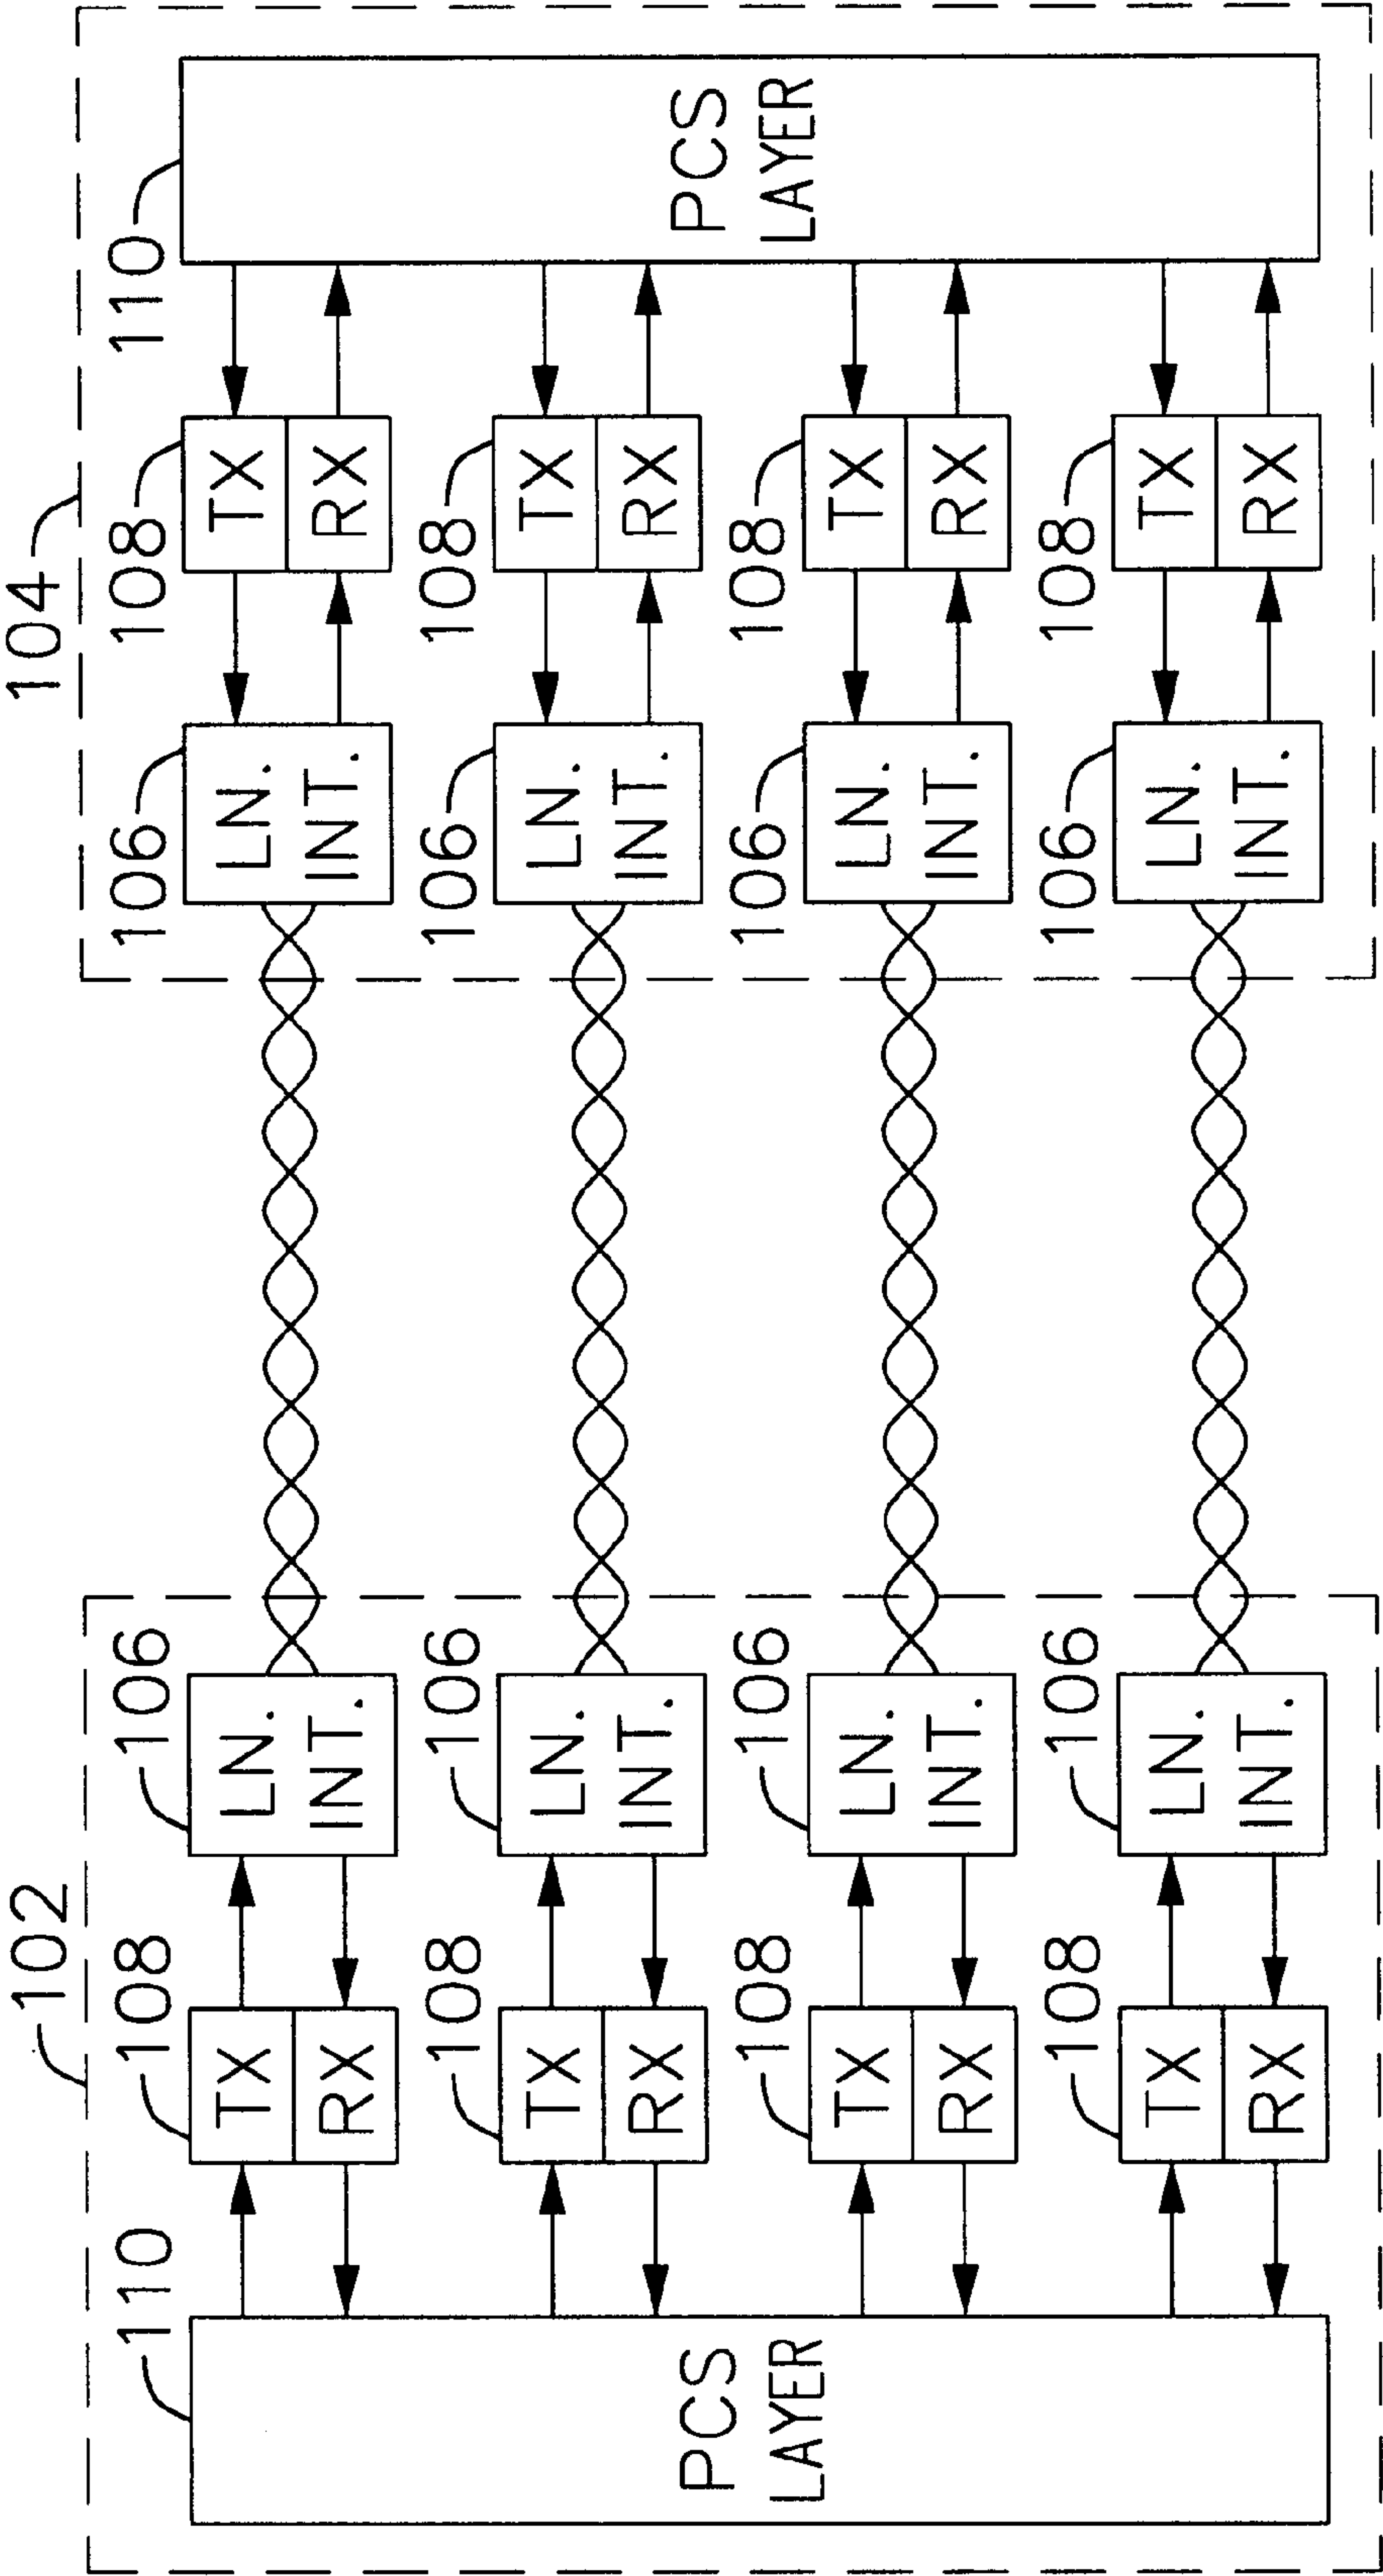 102
104
110
108
106
106
108
110
TX
RX
LN.
INT.
LN.
INT.
TX
RX
108
106
106
108
TX
RX
LN.
INT.
LN.
INT.
TX
RX
PCS
LAYER
PCS
LAYER
108
106
106
108
TX
RX
LN.
INT.
LN.
INT.
TX
RX
108
106
106
108
TX
RX
LN.
INT.
LN.
INT.
TX
RX